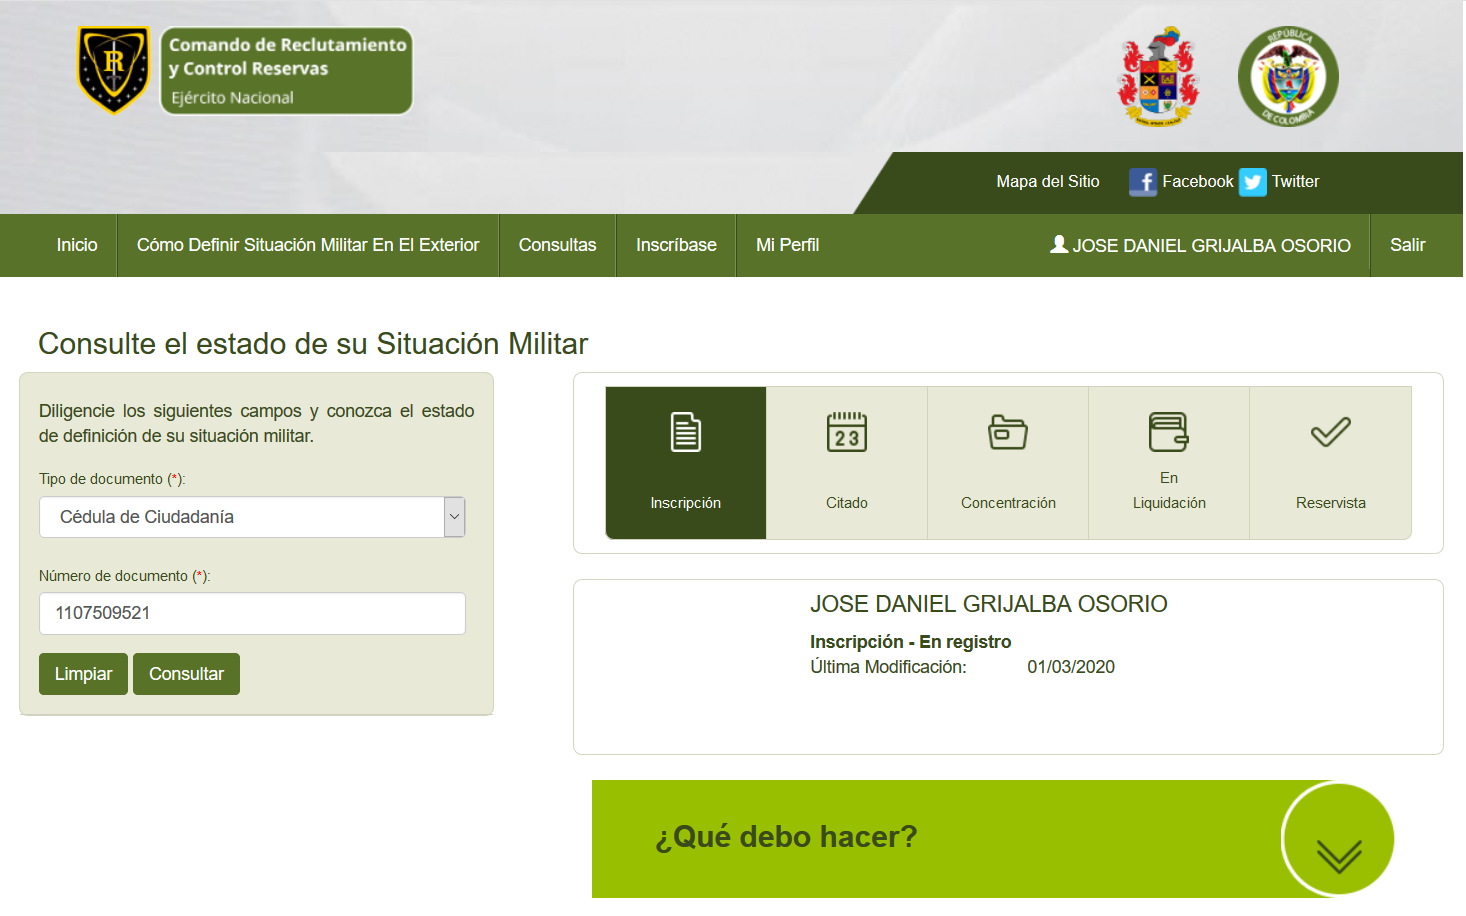 Comando de Reclutamiento
y Control Reservas
Ejército Nacional
REPÚBLICA
DE COLOMBIA
Mapa del Sitio Facebook Twitter
Inicio Cómo Definir Situación Militar En El Exterior Consultas Inscríbase Mi Perfil JOSE DANIEL GRIJALBA OSORIO Salir
Consulte el estado de su Situación Militar
Diligencie los siguientes campos y conozca el estado
de definición de su situación militar.
Tipo de documento (*):
Cédula de Ciudadanía
Número de documento (*):
1107509521
Limpiar Consultar
23
Inscripción
Citado
Concentración
En
Liquidación
Reservista
JOSE DANIEL GRIJALBA OSORIO
Inscripción - En registro
Última Modificación: 01/03/2020
¿Qué debo hacer?